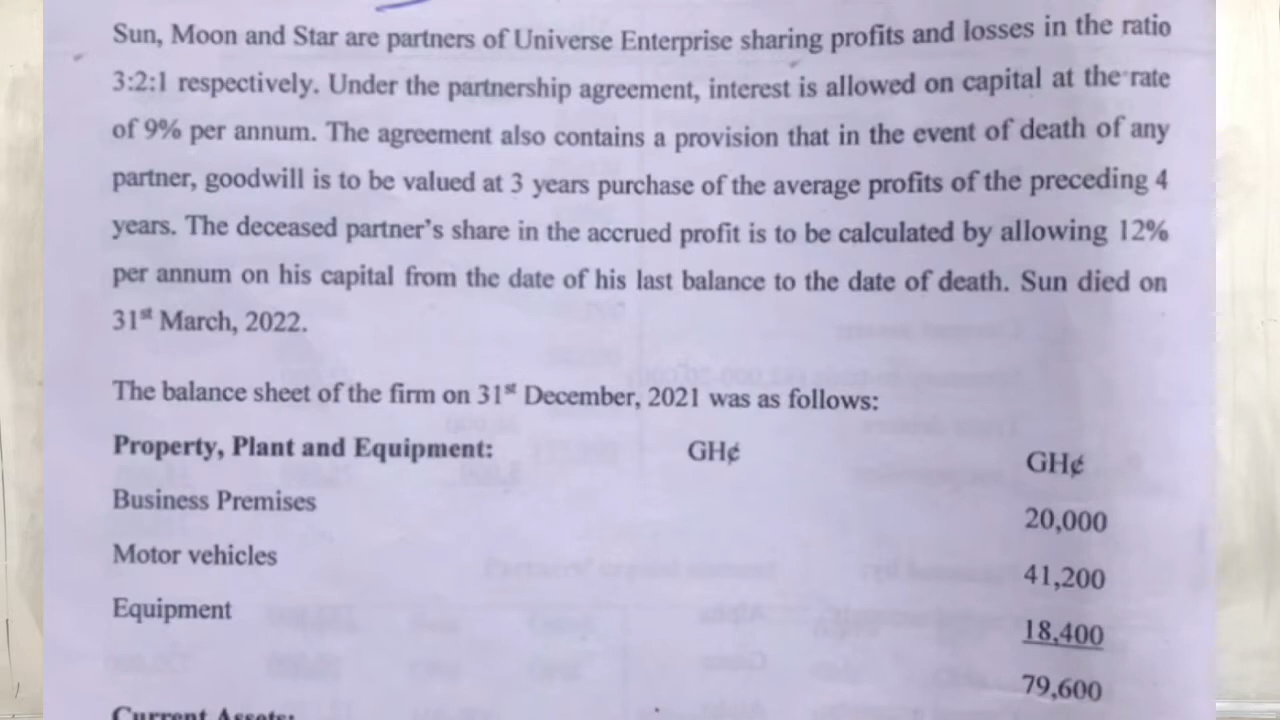 Sun, Moon and Star are partners of Universe Enterprise sharing profits and losses in the ratio
3:2:1 respectively. Under the partnership agreement, interest is allowed on capital at the rate
of 9% per annum. The agreement also contains a provision that in the event of death of any
partner, goodwill is to be valued at 3 years purchase of the average profits of the preceding 4
years. The deceased partner's share in the accrued profit is to be calculated by allowing 12%
per annum on his capital from the date of his last balance to the date of death. Sun died on
31st March, 2022.
The balance sheet of the firm on 31st December, 2021 was as follows:
Property, Plant and Equipment: GH¢ GH¢
Business Premises 20,000
Motor vehicles 41,200
Equipment 18,400
79,600
Current Assets: